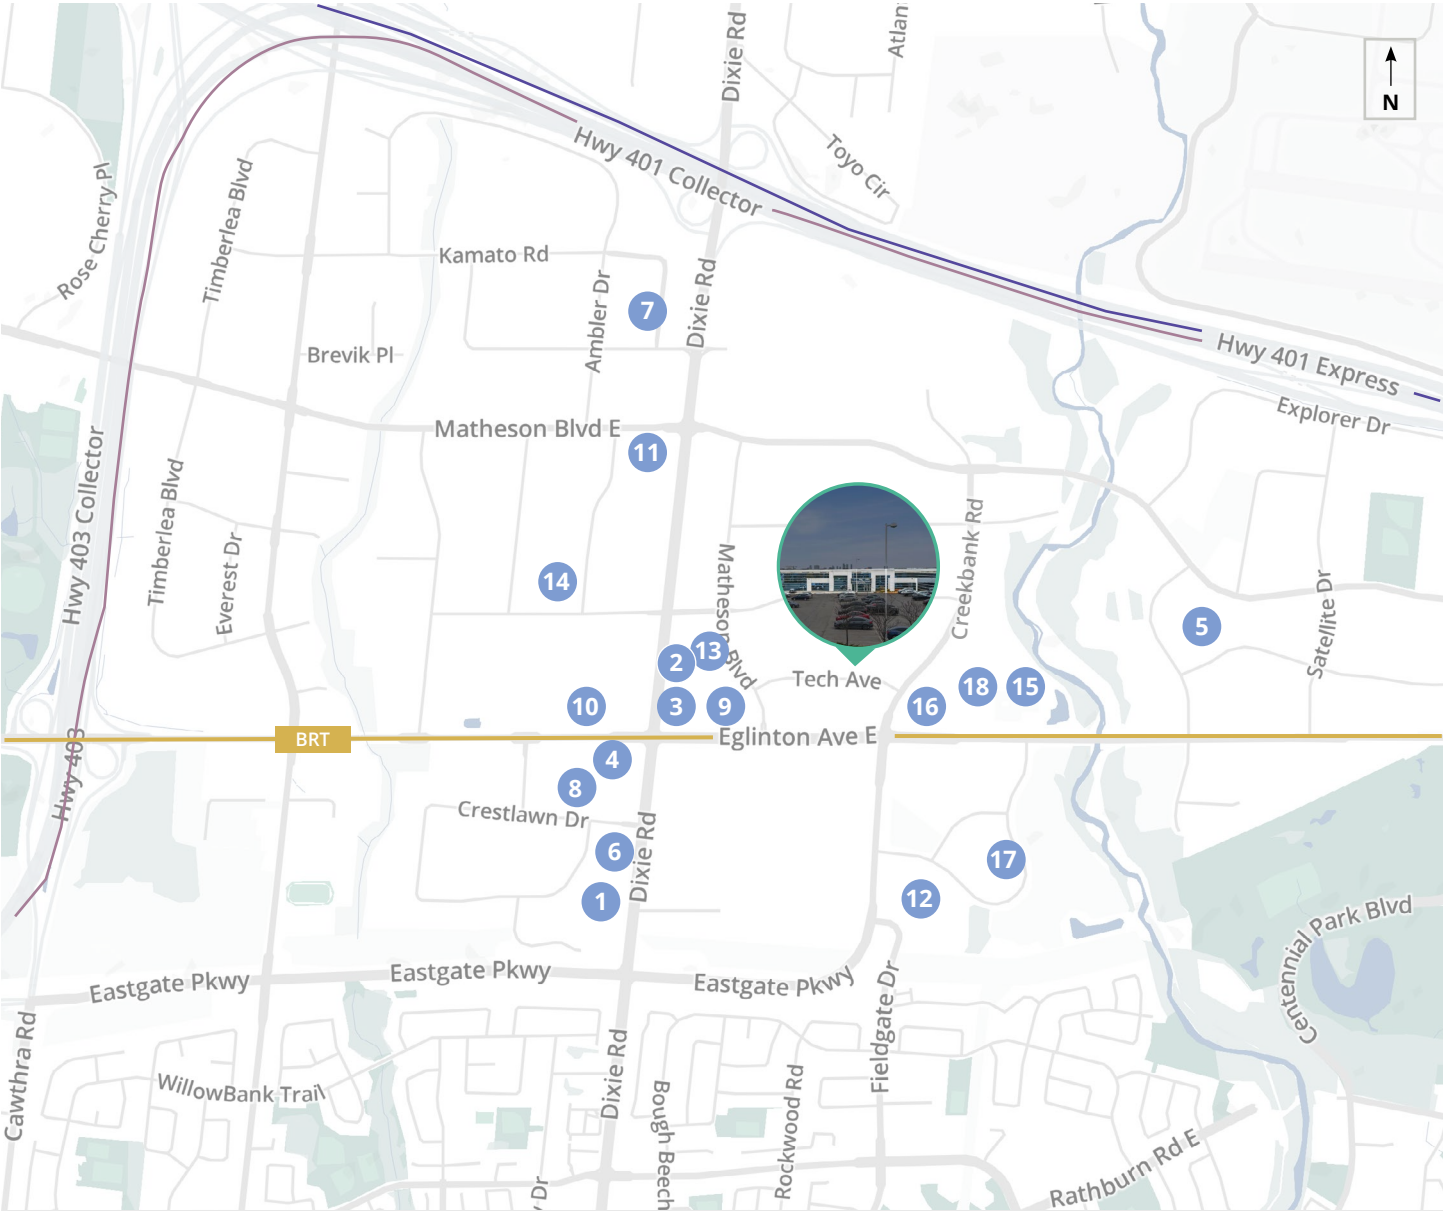 Dixie Rd
Atlan
N
Toyo Cir
Hwy 401 Collector
Rose Cherry Pl
Timberlea Blvd
Kamato Rd
Ambler Dr
7
Dixie Rd
Brevik Pl
Hwy 401 Express
Explorer Dr
Matheson Blvd E
11
Hwy 403 Collector
Timberlea Blvd
Everest Dr
14
Matheson Blvd
Creekbank Rd
5
Satellite Dr
13
2
Tech Ave
18
15
10
3
9
16
BRT
Eglinton Ave E
Hwy 403
4
8
Crestlawn Dr
6
Dixie Rd
17
1
12
Centennial Park Blvd
Eastgate Pkwy
Eastgate Pkwy
Eastgate Pkwy
Fieldgate Dr
Cawthra Rd
WillowBank Trail
Dixie Rd
Bough Beech
Rockwood Rd
Rathburn Rd E
Dr